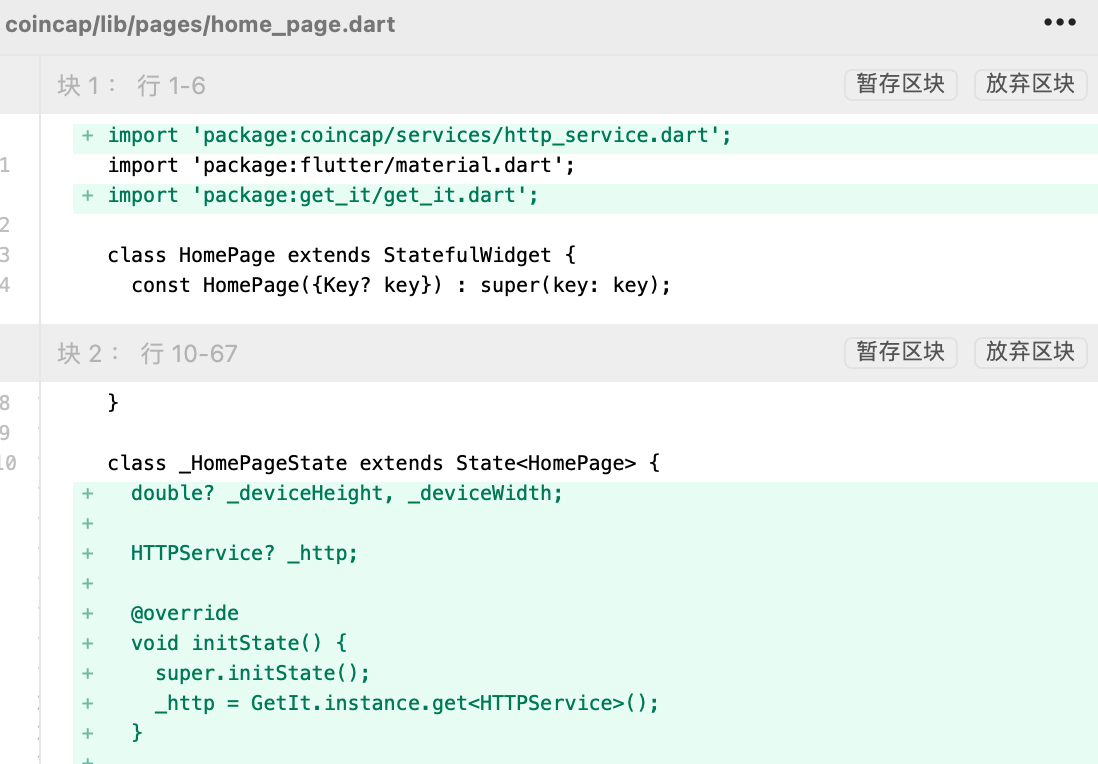 coincap/lib/pages/home_page.dart
•••
块 1： 行 1-6
暂存区块
放弃区块
+ import 'package:coincap/services/http_service.dart';
1 import 'package:flutter/material.dart';
+ import 'package:get_it/get_it.dart';
2
3 class HomePage extends StatefulWidget {
4 const HomePage({Key? key}) : super(key: key);
块 2： 行 10-67
暂存区块
放弃区块
8 }
9
10 class _HomePageState extends State<HomePage> {
+ double? _deviceHeight, _deviceWidth;
+
+ HTTPService? _http;
+
+ @override
+ void initState() {
+ super.initState();
+ _http = GetIt.instance.get<HTTPService>();
+ }
+